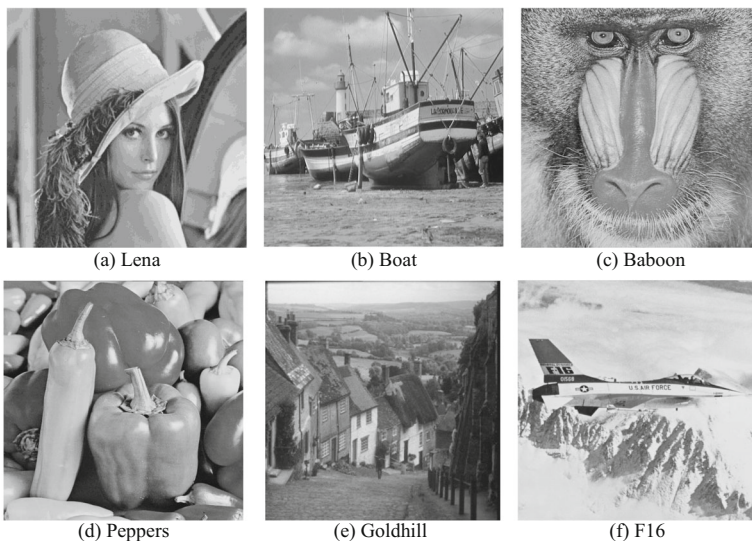 (a) Lena
(b) Boat
(c) Baboon
F16
U.S. AIR FORCE
(d) Peppers
(e) Goldhill
(f) F16